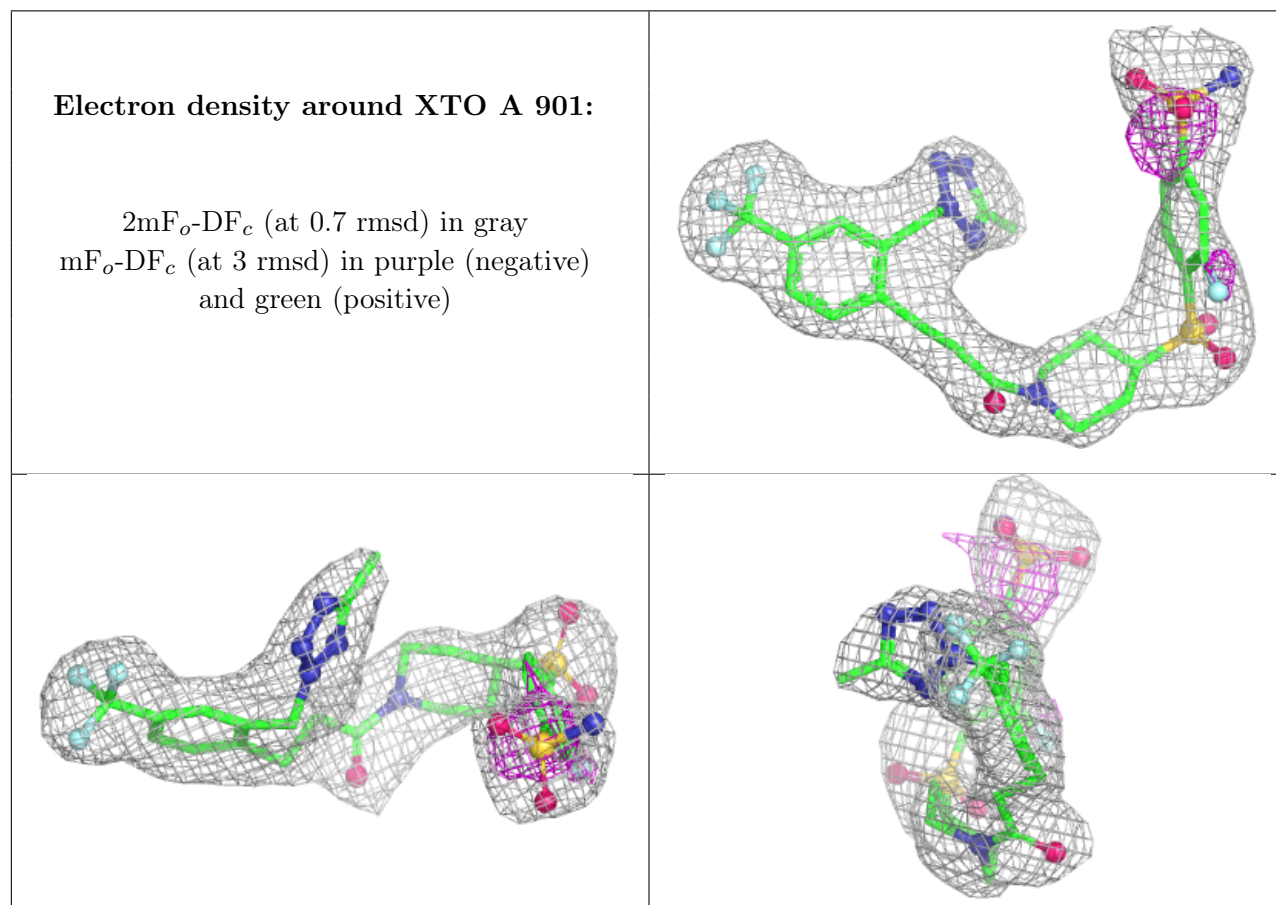 Electron density around XTO A 901:
2mFo-DFc (at 0.7 rmsd) in gray
mFo-DFc (at 3 rmsd) in purple (negative)
and green (positive)